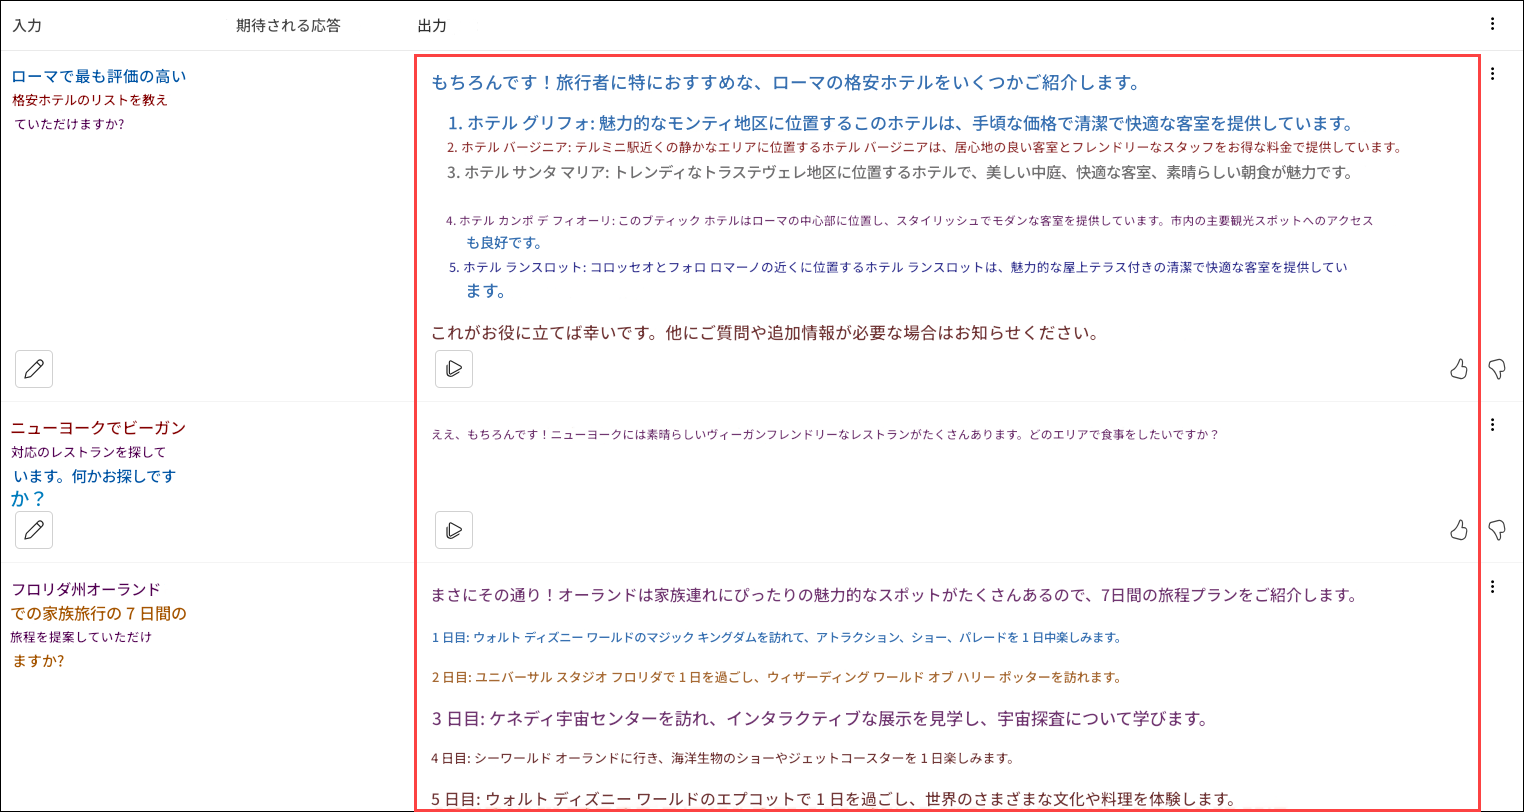 入力
期待される応答
出力
ローマで最も評価の高い
格安ホテルのリストを教え
ていただけますか?
もちろんです！旅行者に特におすすめな、ローマの格安ホテルをいくつかご紹介します。
1. ホテル グリフォ: 魅力的なモンティ地区に位置するこのホテルは、手頃な価格で清潔で快適な客室を提供しています。
2. ホテル バージニア: テルミニ駅近くの静かなエリアに位置するホテル バージニアは、居心地の良い客室とフレンドリーなスタッフをお得な料金で提供しています。
3. ホテル サンタ マリア: トレンディなトラステヴェレ地区に位置するホテルで、美しい中庭、快適な客室、素晴らしい朝食が魅力です。
4. ホテル カンポ デ フィオーリ: このブティック ホテルはローマの中心部に位置し、スタイリッシュでモダンな客室を提供しています。市内の主要観光スポットへのアクセス
も良好です。
5. ホテル ランスロット: コロッセオとフォロ ロマーノの近くに位置するホテル ランスロットは、魅力的な屋上テラス付きの清潔で快適な客室を提供してい
ます。
これがお役に立てば幸いです。他にご質問や追加情報が必要な場合はお知らせください。
ニューヨークでビーガン
対応のレストランを探して
います。何かお探しです
か？
ええ、もちろんです！ニューヨークには素晴らしいヴィーガンフレンドリーなレストランがたくさんあります。どのエリアで食事をしたいですか？
フロリダ州オーランド
での家族旅行の 7 日間の
旅程を提案していただけ
ますか?
まさにその通り！オーランドは家族連れにぴったりの魅力的なスポットがたくさんあるので、7日間の旅程プランをご紹介します。
1 日目: ウォルト ディズニー ワールドのマジック キングダムを訪れて、アトラクション、ショー、パレードを 1 日中楽しみます。
2 日目: ユニバーサル スタジオ フロリダで 1 日を過ごし、ウィザーディング ワールド オブ ハリー ポッターを訪れます。
3 日目: ケネディ宇宙センターを訪れ、インタラクティブな展示を見学し、宇宙探査について学びます。
4 日目: シーワールド オーランドに行き、海洋生物のショーやジェットコースターを 1 日楽しみます。
5 日目: ウォルト ディズニー ワールドのエプコットで 1 日を過ごし、世界のさまざまな文化や料理を体験します。